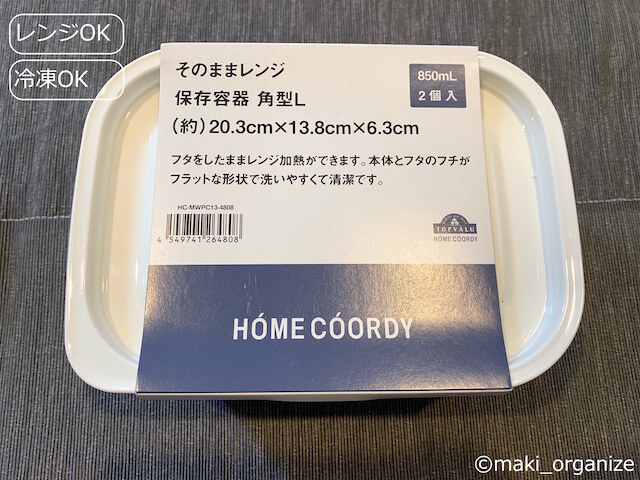 レンジOK
冷凍OK
そのままレンジ
保存容器 角型L
(約)20.3cm×13.8cm×6.3cm
850mL
2個入
フタをしたままレンジ加熱ができます。本体とフタのフチが
フラットな形状で洗いやすくて清潔です。
HC-MWPC13-4808
4 549741 264808
TOPVALU
HOME COORDY
HÓME CÓORDY
©maki_organize